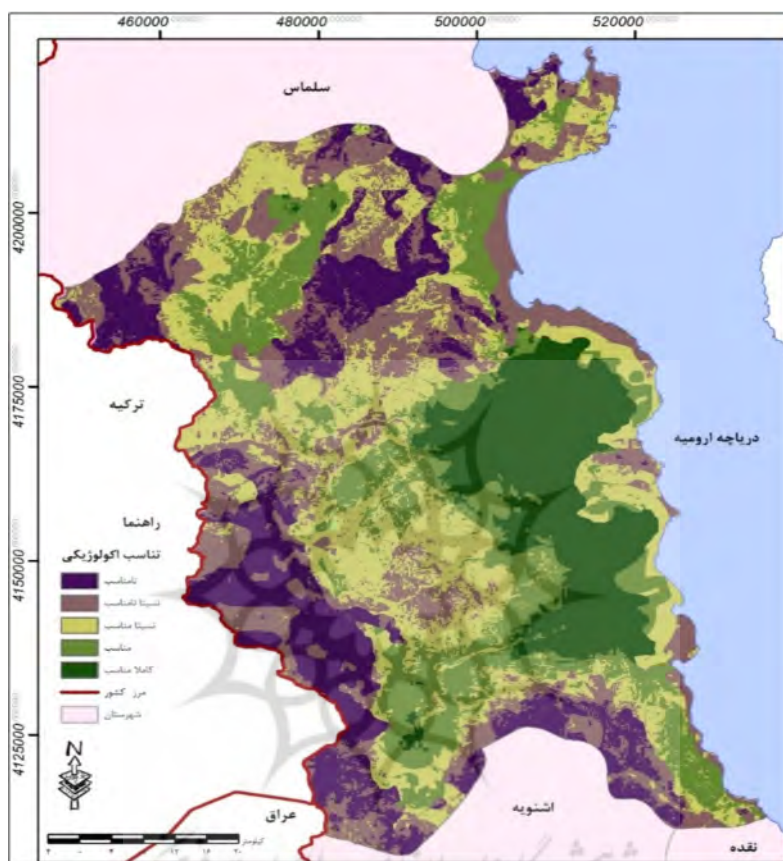 460000 480000 500000 520000
سلماس
4200000
4175000
ترکیه
دریاچه ارومیه
راهنما
تناسب اکولوژیکی
4150000
نامناسب
نسبتا نامناسب
نسبتا مناسب
مناسب
کاملا مناسب
مرز کشور
شهرستان
4125000
N
اشنویه
عراق
کیلومتر
نقده